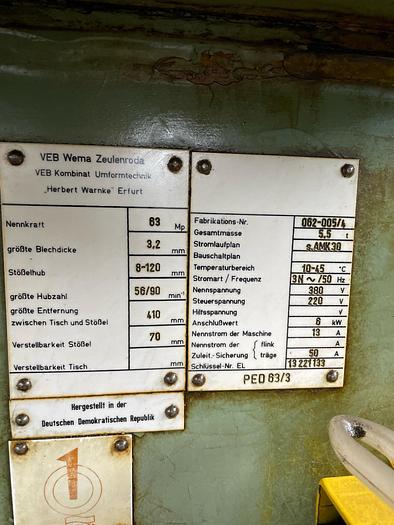 VEB Wema Zeulenroda
VEB Kombinat Umformtechnik
„Herbert Warnke" Erfurt
Nennkraft 63 Mp
größte Blechdicke 3,2 mm
Stößelhub 8-120 mm
größte Hubzahl 56/90 min⁻¹
größte Entfernung
zwischen Tisch und Stößel 410 mm
Verstellbarkeit Stößel 70 mm
Verstellbarkeit Tisch mm
Hergestellt in der
Deutschen Demokratischen Republik
1
Fabrikations-Nr. 062-005/4
Gesamtmasse 5,5 t
Stromlaufplan s.AMK30
Bauschaltplan
Temperaturbereich 10-45 °C
Stromart / Frequenz 3N ~ /50 Hz
Nennspannung 380 V
Steuerspannung 220 V
Hilfsspannung V
Anschlußwert 6 kW
Nennstrom der Maschine 13 A
Nennstrom der { flink A
Zuleit.-Sicherung { träge 50 A
Schlüssel-Nr. EL 13 221133
PED 63/3